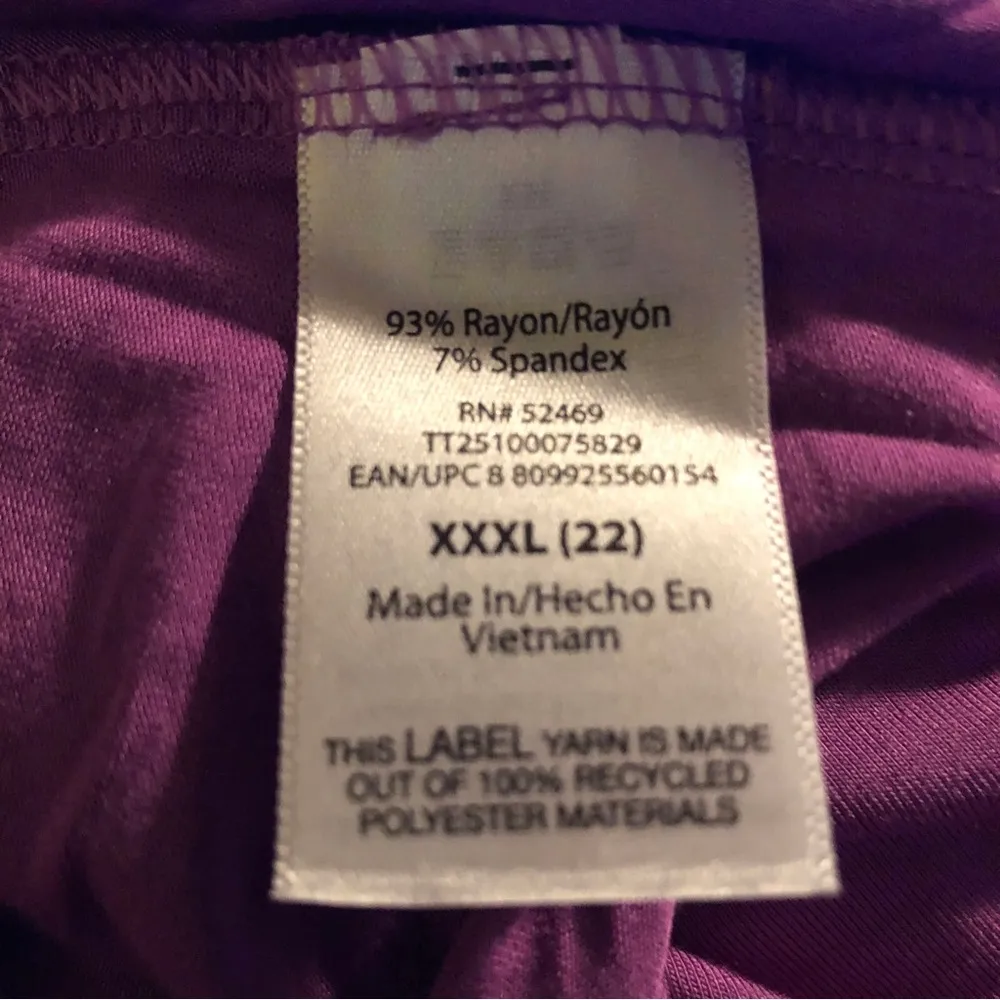 93% Rayon/Rayón
7% Spandex
RN# 52469
TT25100075829
EAN/UPC 8 809925560154
XXXL (22)
Made In/Hecho En
Vietnam
THIS LABEL YARN IS MADE
OUT OF 100% RECYCLED
POLYESTER MATERIALS